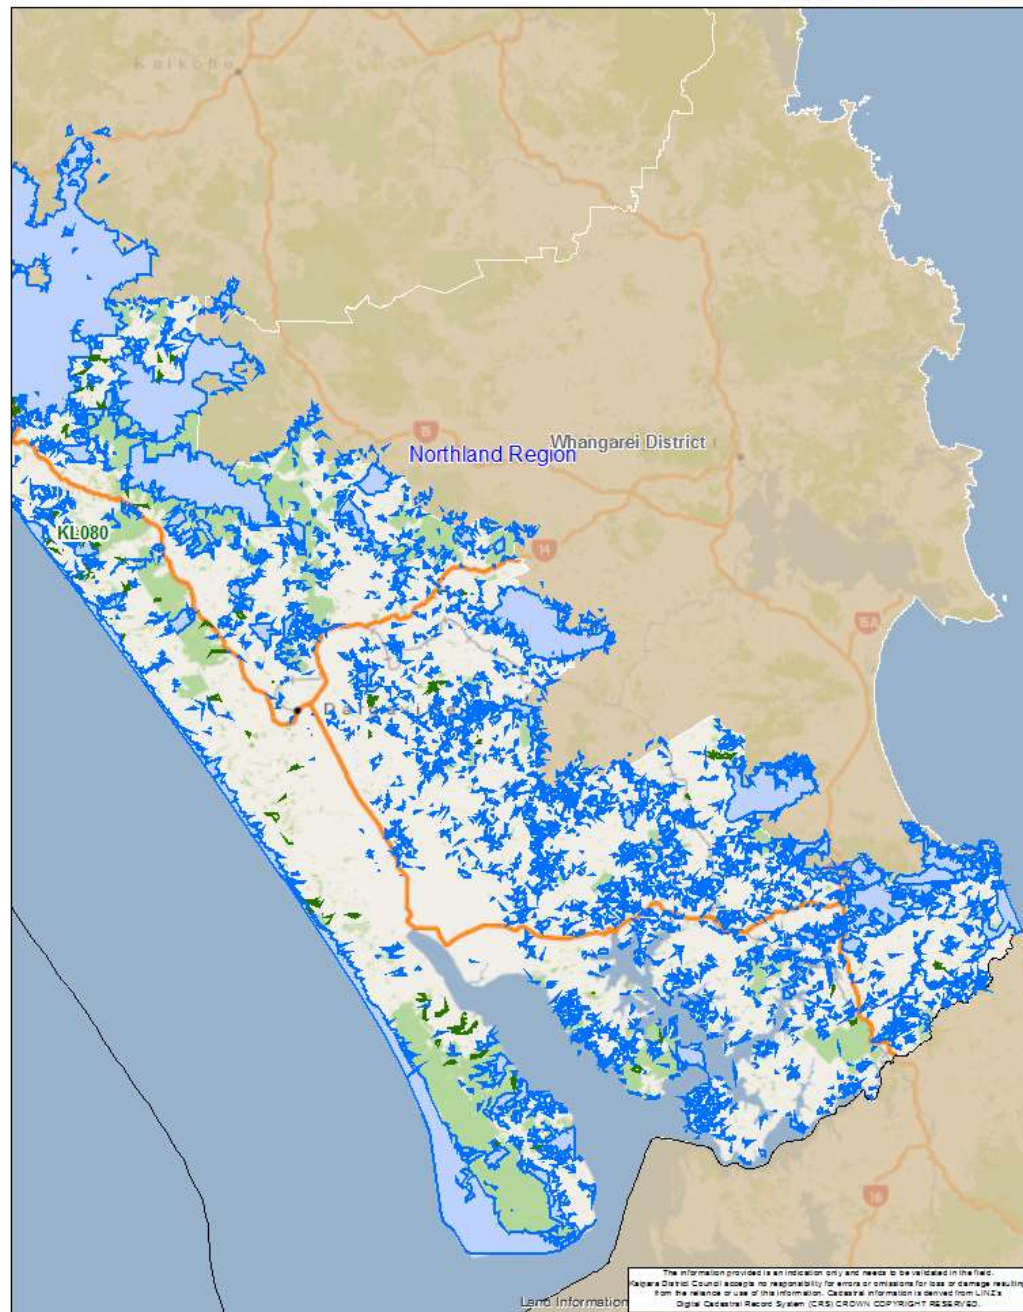 Kaikohe
15
Whangarei District
Northland Region
KL080
14
15A
Dargaville
16
The information provided is an indication only and needs to be validated in the field.
Kaipara District Council accepts no responsibility for errors or omissions for loss or damage resulting
from the reliance or use of this information. Cadastral information is derived from LINZ's
Digital Cadastral Record System (CRS) CROWN COPYRIGHT RESERVED.
Land Information